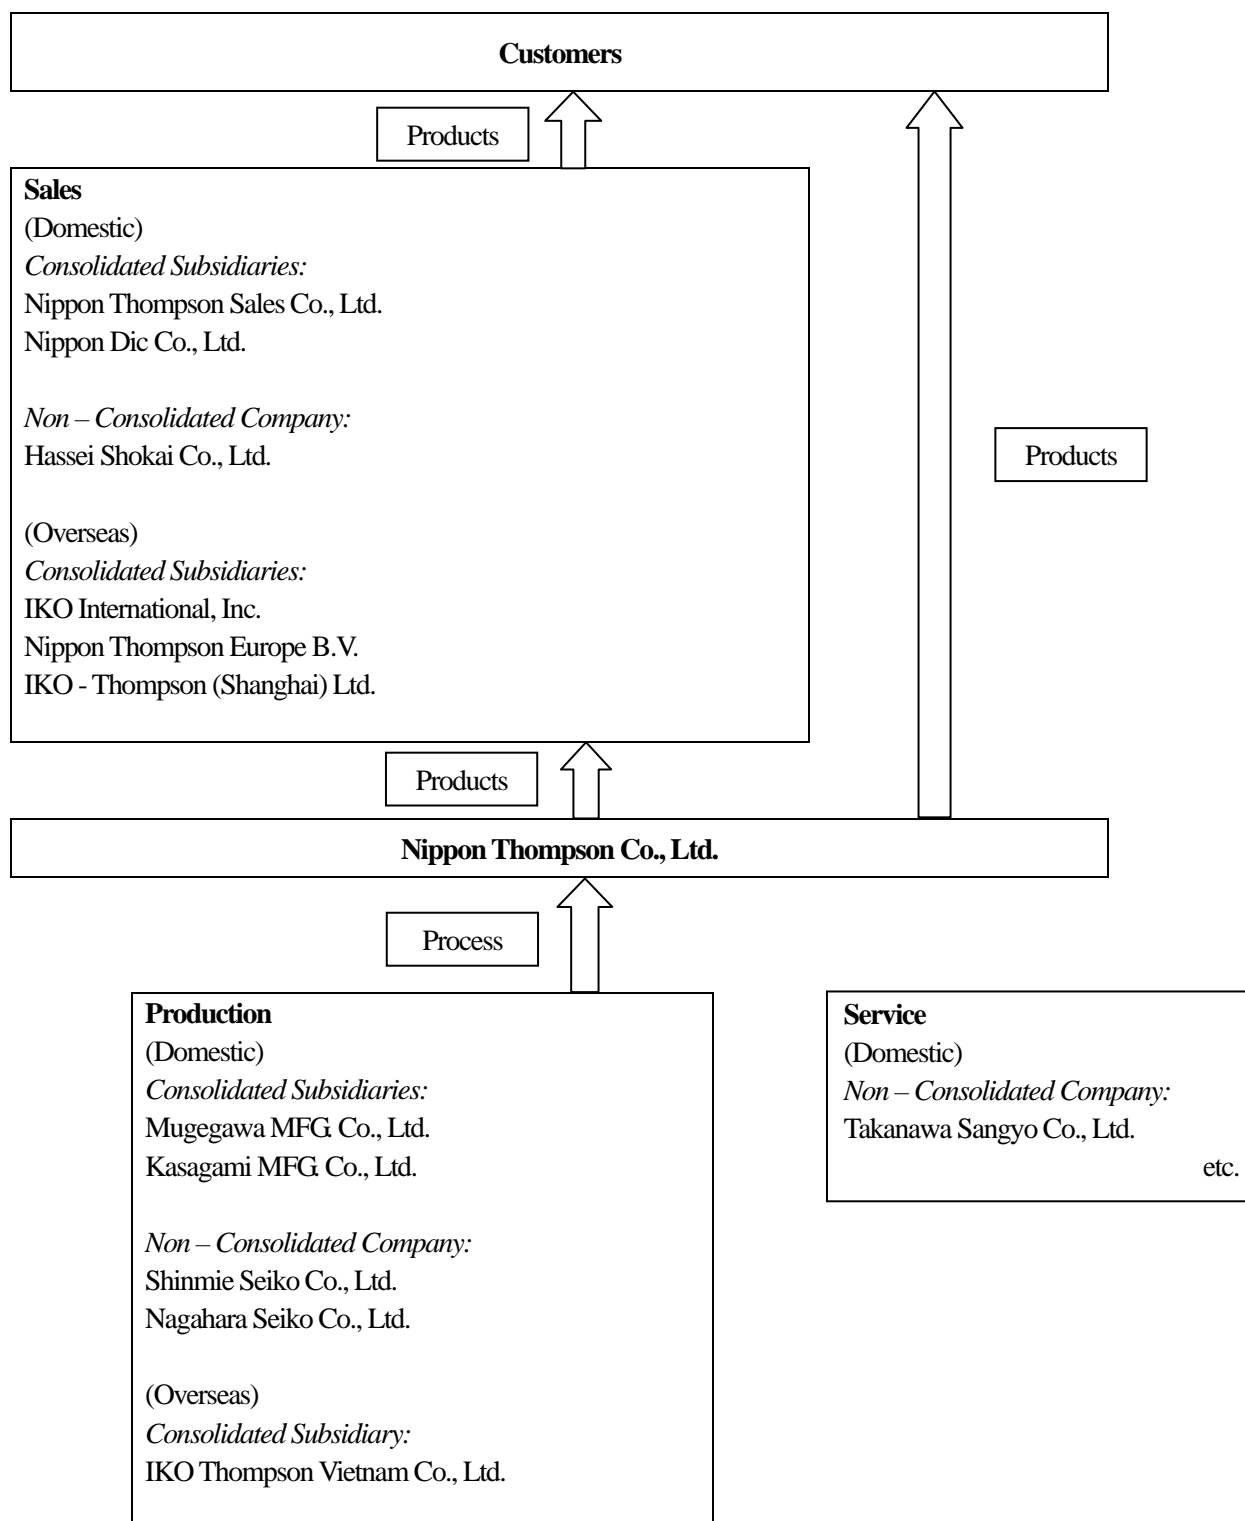 Customers
Products
Sales
(Domestic)
Consolidated Subsidiaries:
Nippon Thompson Sales Co., Ltd.
Nippon Dic Co., Ltd.
Non – Consolidated Company:
Hassei Shokai Co., Ltd.
(Overseas)
Consolidated Subsidiaries:
IKO International, Inc.
Nippon Thompson Europe B.V.
IKO - Thompson (Shanghai) Ltd.
Products
Products
Nippon Thompson Co., Ltd.
Process
Production
(Domestic)
Consolidated Subsidiaries:
Mugegawa MFG. Co., Ltd.
Kasagami MFG. Co., Ltd.
Non – Consolidated Company:
Shinmie Seiko Co., Ltd.
Nagahara Seiko Co., Ltd.
(Overseas)
Consolidated Subsidiary:
IKO Thompson Vietnam Co., Ltd.
Service
(Domestic)
Non – Consolidated Company:
Takanawa Sangyo Co., Ltd.
etc.